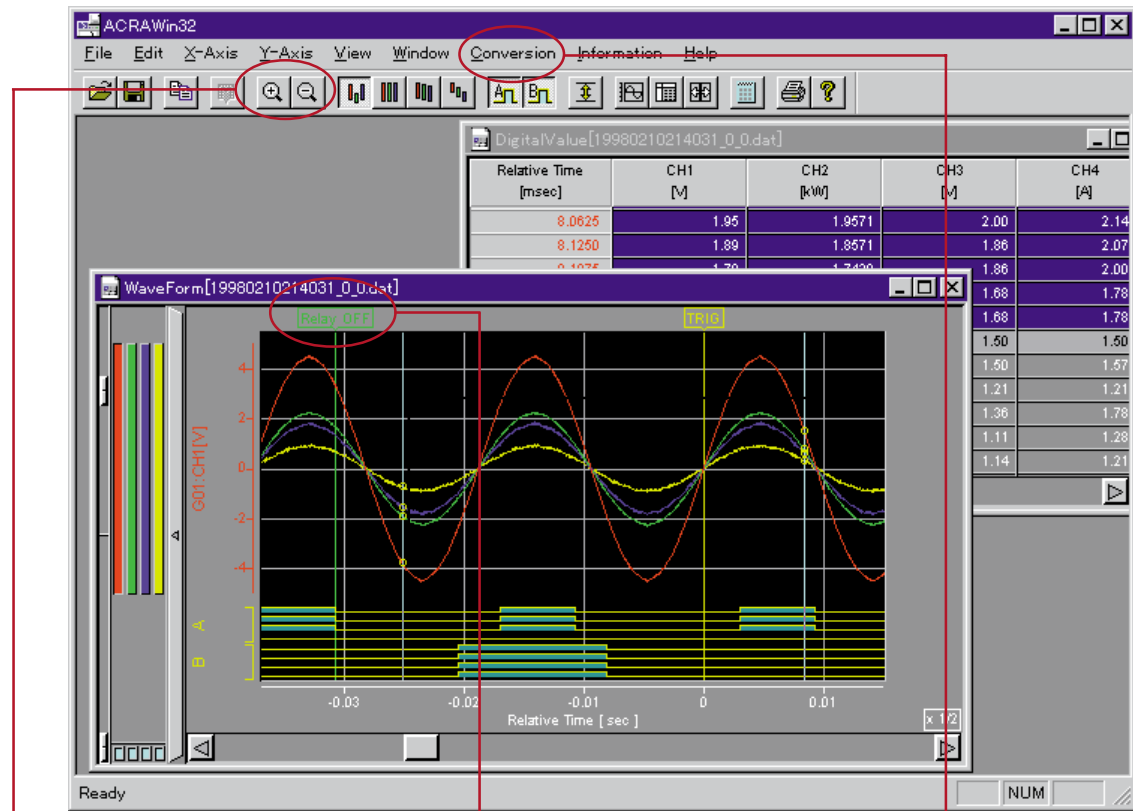 ACRAWin32
File Edit X-Axis Y-Axis View Window Conversion Information Help
A B
DigitalValue[19980210214031_0_0.dat]
Relative Time [msec] CH1 [V] CH2 [kW] CH3 [V] CH4 [A]
8.0625 1.95 1.9571 2.00 2.14
8.1250 1.89 1.8571 1.86 2.07
1.86 2.00
1.68 1.78
1.68 1.78
1.50 1.50
1.50 1.57
1.21 1.21
1.36 1.78
1.11 1.28
1.14 1.21
WaveForm[19980210214031_0_0.dat]
Relay_OFF TRIG
G01:CH1[V]
4
2
0
-2
-4
A
B
-0.03 -0.02 -0.01 0 0.01
Relative Time [ sec ]
x 1/2
Ready NUM